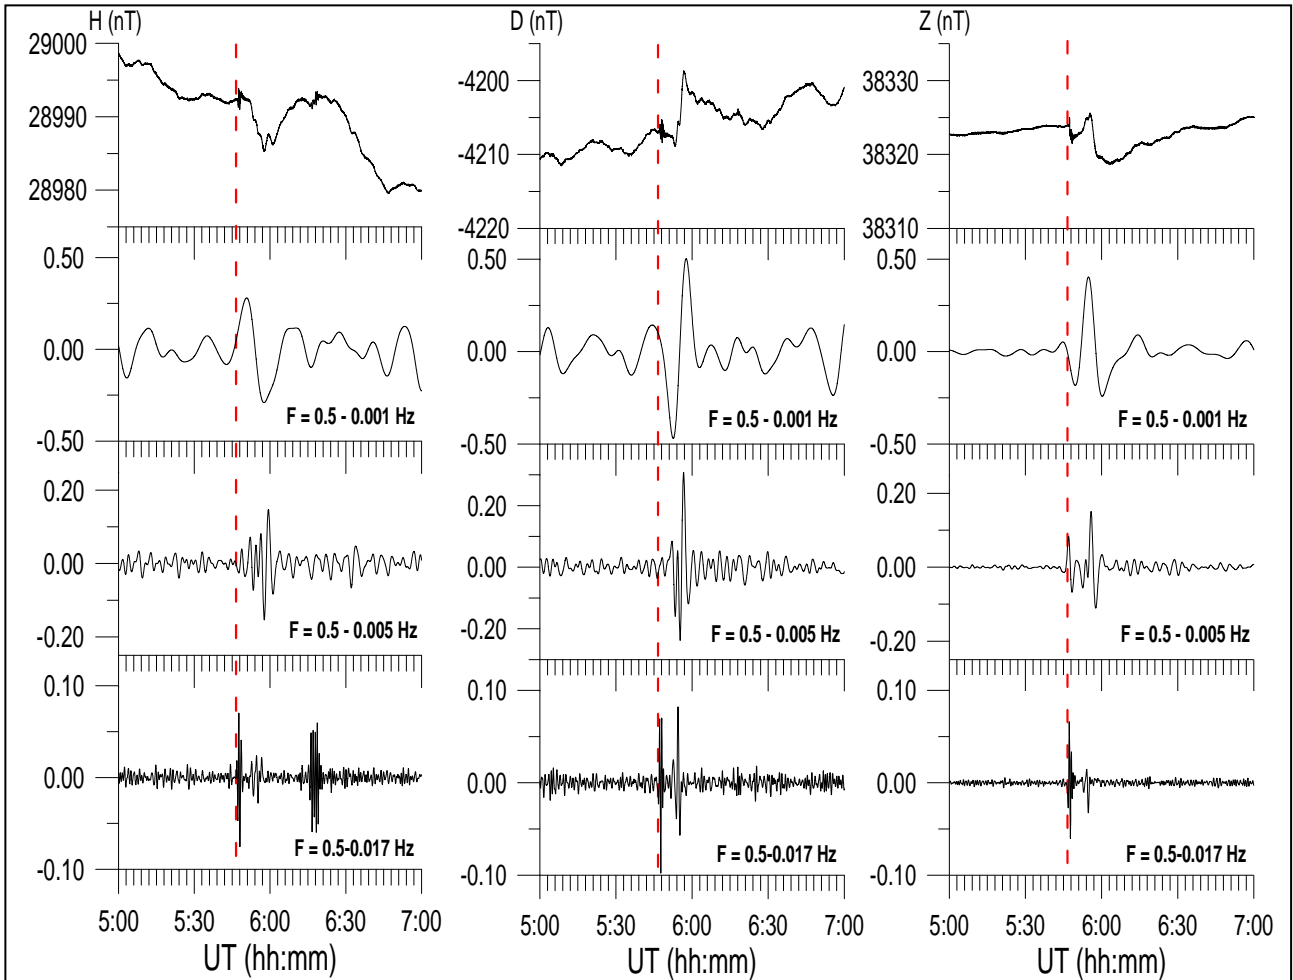 H (nT) D (nT) Z (nT)
29000
28990
28980
-4200
-4210
-4220
38330
38320
38310
0.50
0.00
-0.50
F = 0.5 - 0.001 Hz
0.50
0.00
-0.50
F = 0.5 - 0.001 Hz
0.50
0.00
-0.50
F = 0.5 - 0.001 Hz
0.20
0.00
-0.20
F = 0.5 - 0.005 Hz
0.20
0.00
-0.20
F = 0.5 - 0.005 Hz
0.20
0.00
-0.20
F = 0.5 - 0.005 Hz
0.10
0.00
-0.10
F = 0.5-0.017 Hz
0.10
0.00
-0.10
F = 0.5-0.017 Hz
0.10
0.00
-0.10
F = 0.5-0.017 Hz
5:00 5:30 6:00 6:30 7:00
5:00 5:30 6:00 6:30 7:00
5:00 5:30 6:00 6:30 7:00
UT (hh:mm) UT (hh:mm) UT (hh:mm)